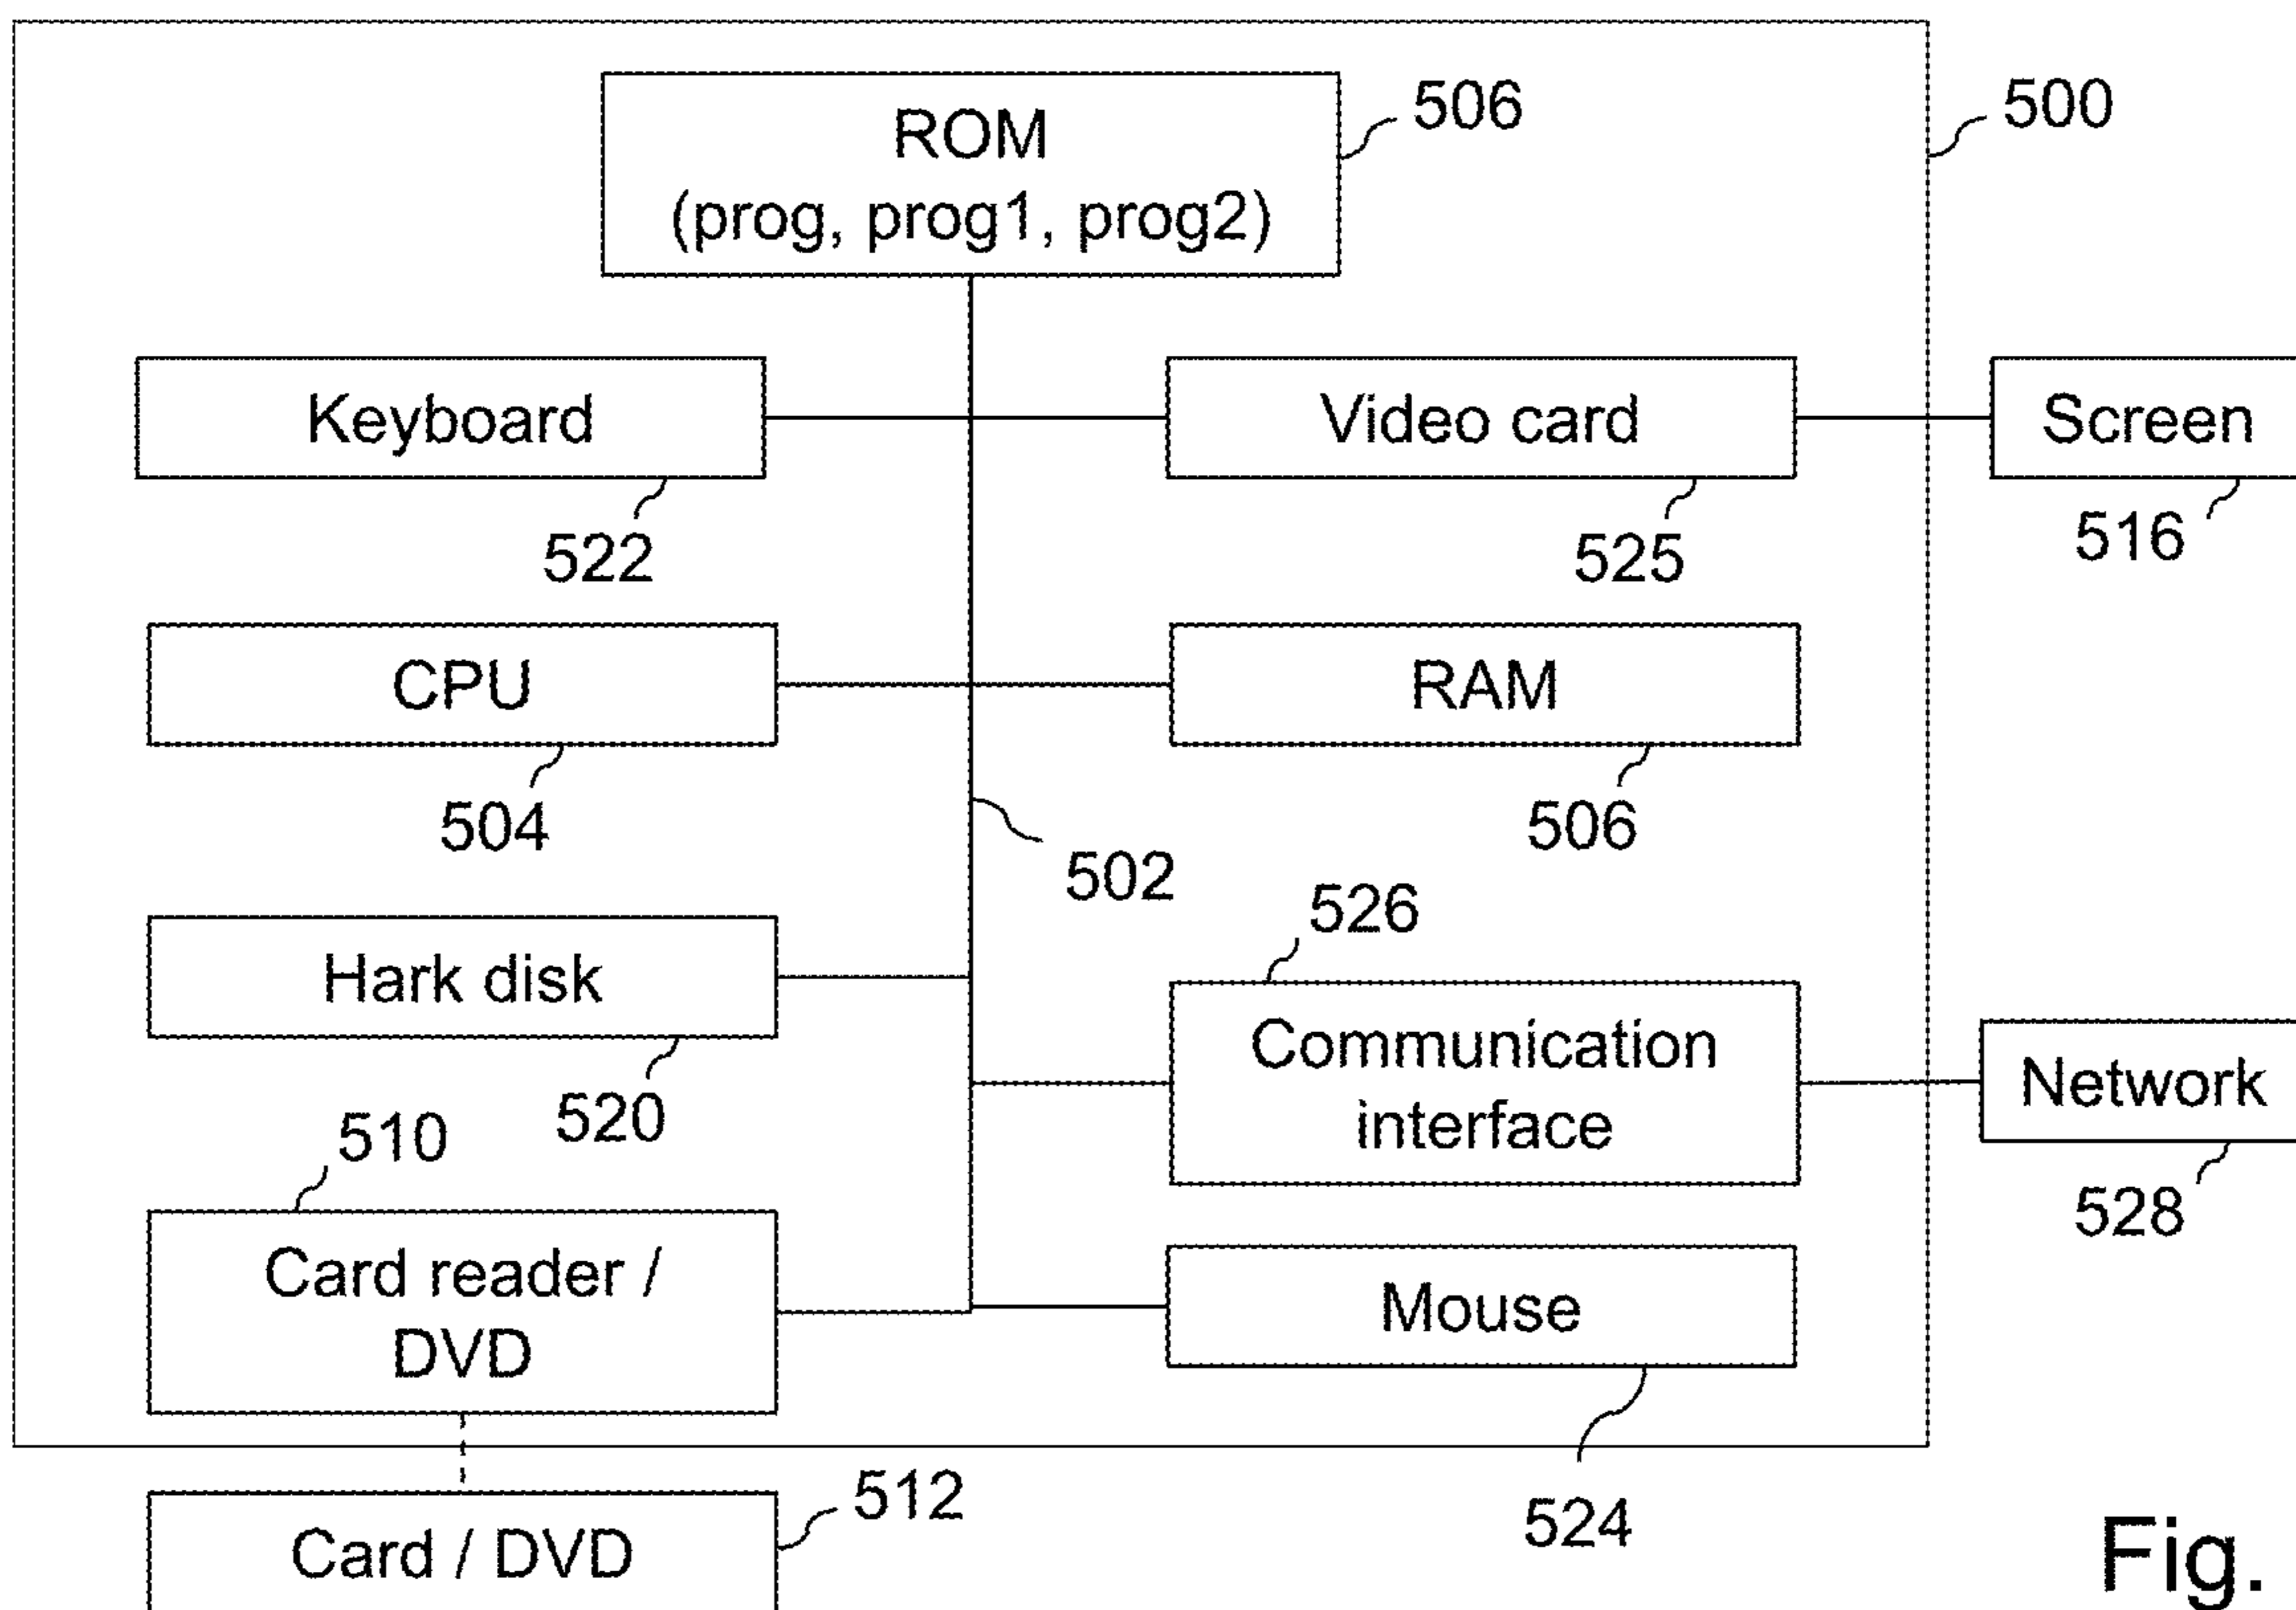 ROM
(prog, prog1, prog2)
506
500
Keyboard
522
Video card
525
Screen
516
CPU
504
RAM
506
502
Hark disk
520
526
Communication
interface
Network
528
510
Card reader /
DVD
Mouse
524
512
Card / DVD
Fig.